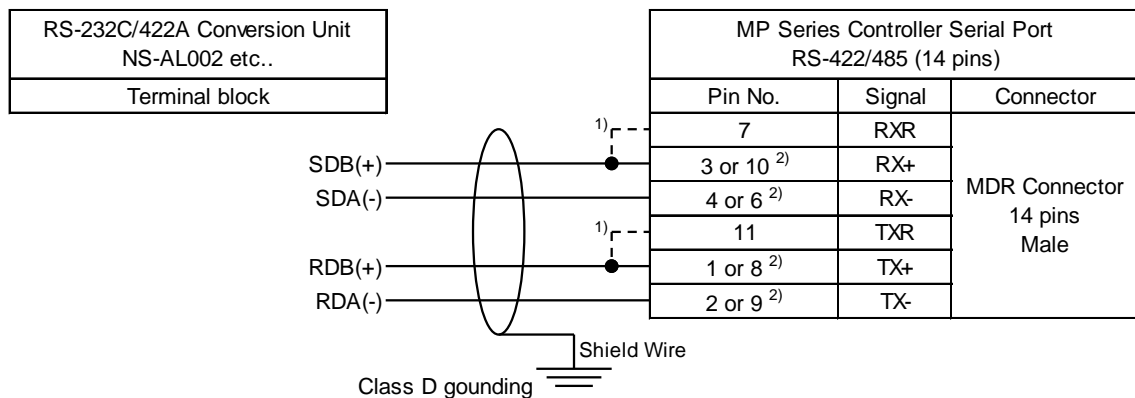 RS-232C/422A Conversion Unit
NS-AL002 etc..
Terminal block
MP Series Controller Serial Port
RS-422/485 (14 pins)
Pin No. Signal Connector
1) 7 RXR
SDB(+) 3 or 10 2) RX+
SDA(-) 4 or 6 2) RX-
MDR Connector
14 pins
Male
1) 11 TXR
RDB(+) 1 or 8 2) TX+
RDA(-) 2 or 9 2) TX-
Shield Wire
Class D gounding